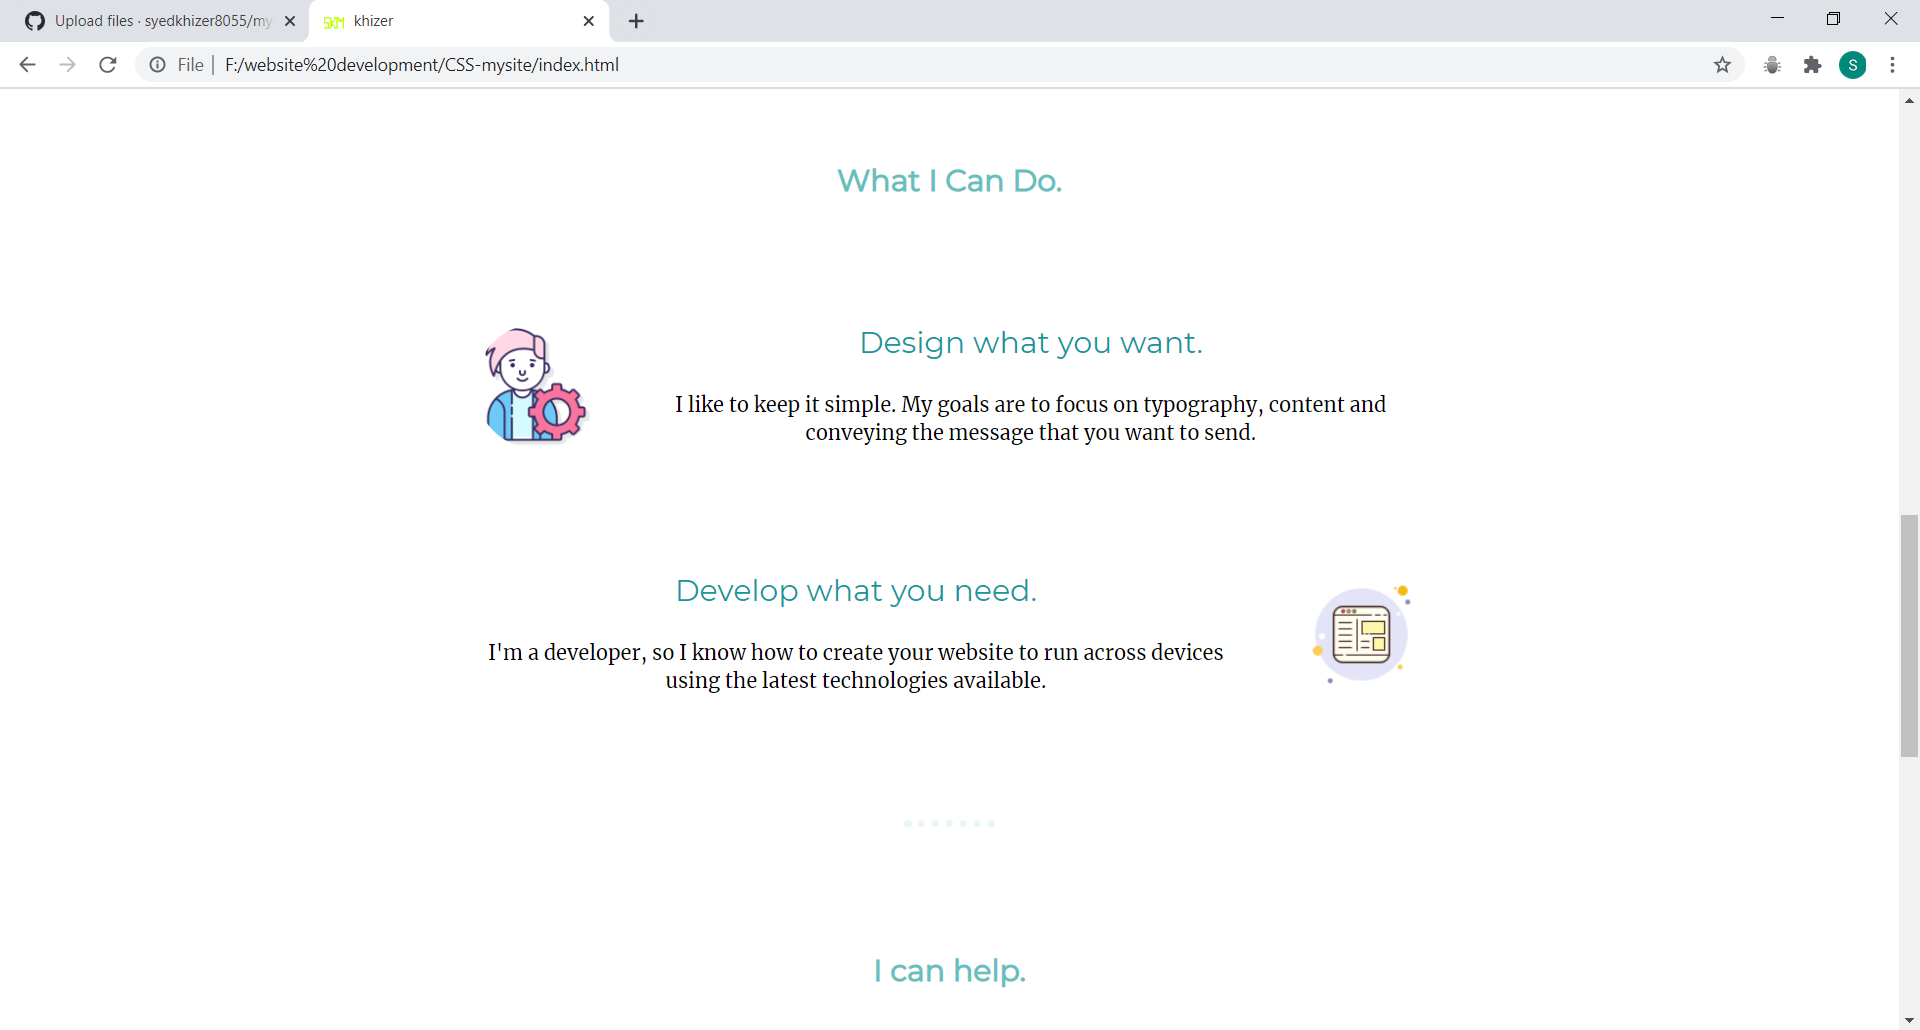 Upload files · syedkhizer8055/my
SKM khizer
File | F:/website%20development/CSS-mysite/index.html
S
What I Can Do.
Design what you want.
I like to keep it simple. My goals are to focus on typography, content and
conveying the message that you want to send.
Develop what you need.
I'm a developer, so I know how to create your website to run across devices
using the latest technologies available.
I can help.